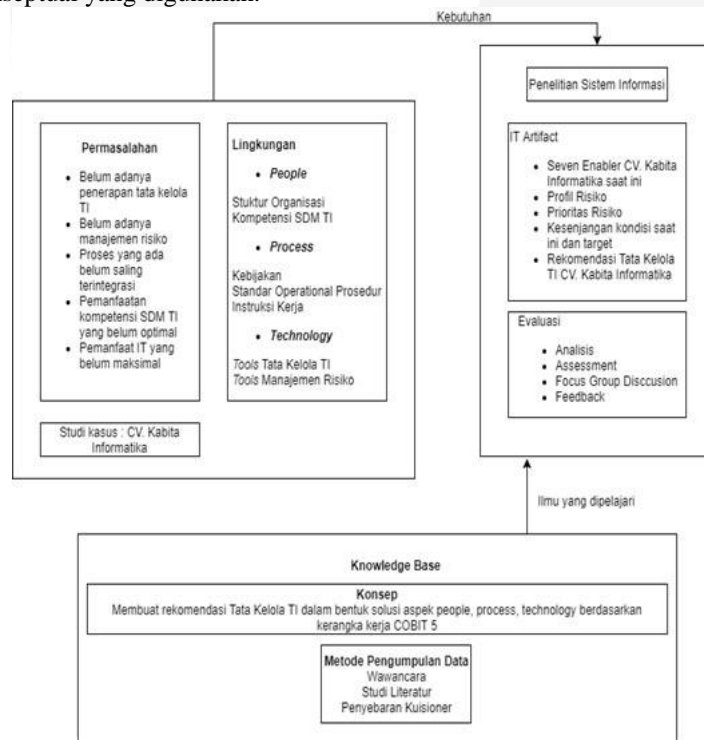 septual yang digunakan.
Kebutuhan
Permasalahan
Belum adanya
penerapan tata kelola
TI
Belum adanya
manajemen risiko
Proses yang ada
belum saling
terintegrasi
Pemanfaatan
kompetensi SDM TI
yang belum optimal
Pemanfaat IT yang
belum maksimal
Studi kasus : CV. Kabita
Informatika
Lingkungan
People
Stuktur Organisasi
Kompetensi SDM TI
Process
Kebijakan
Standar Operational Prosedur
Instruksi Kerja
Technology
Tools Tata Kelola TI
Tools Manajemen Risiko
Penelitian Sistem Informasi
IT Artifact
Seven Enabler CV. Kabita
Informatika saat ini
Profil Risiko
Prioritas Risiko
Kesenjangan kondisi saat
ini dan target
Rekomendasi Tata Kelola
TI CV. Kabita Informatika
Evaluasi
Analisis
Assessment
Focus Group Disccusion
Feedback
Ilmu yang dipelajari
Knowledge Base
Konsep
Membuat rekomendasi Tata Kelola TI dalam bentuk solusi aspek people, process, technology berdasarkan
kerangka kerja COBIT 5
Metode Pengumpulan Data
Wawancara
Studi Literatur
Penyebaran Kuisioner